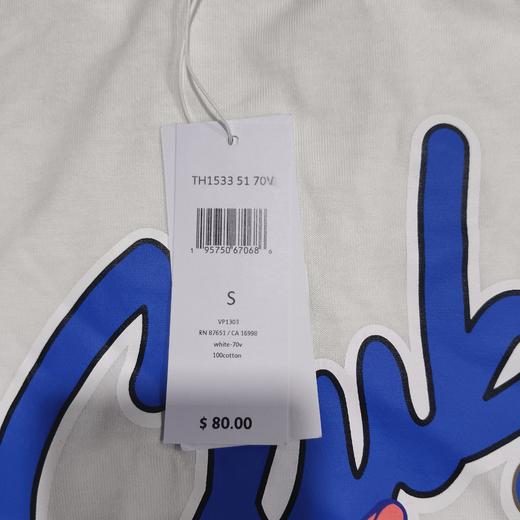 TH1533 51 70V
1 95750 67068 6
S
VP1303
RN 87651 / CA 16998
white-70v
100cotton
$ 80.00